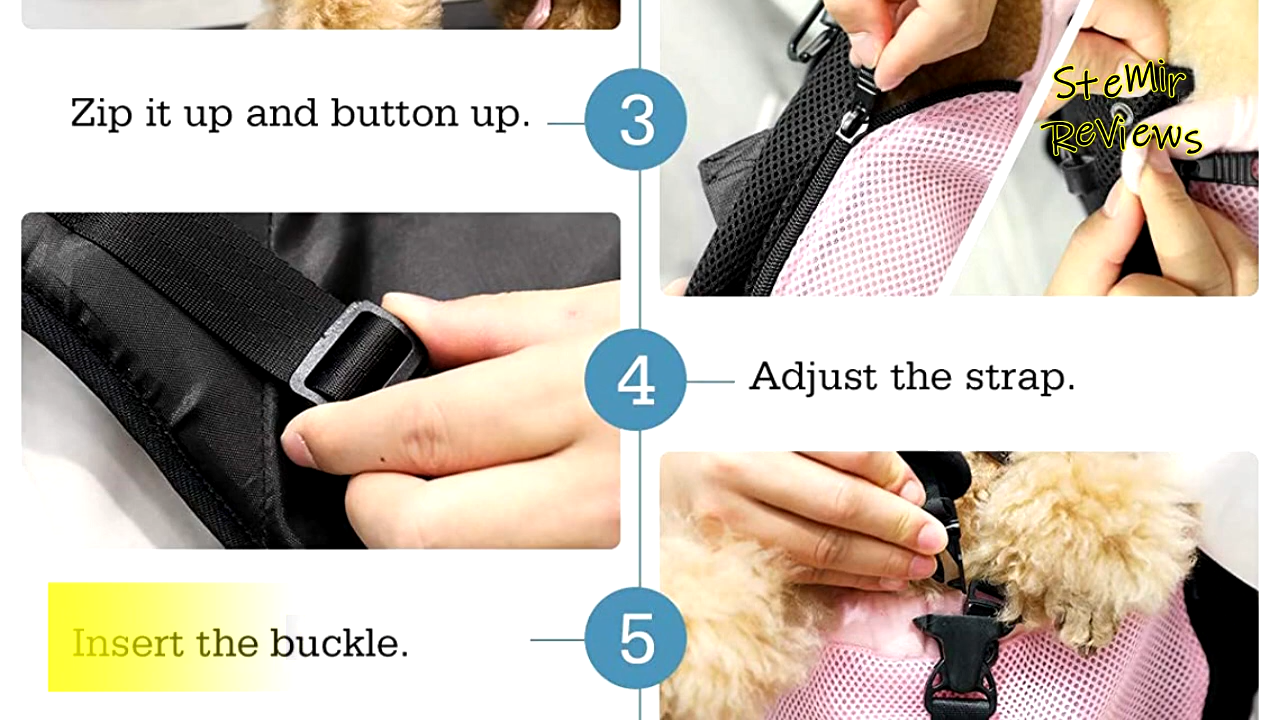 Zip it up and button up.
3
SteMir
ReViews
4
Adjust the strap.
Insert the buckle.
5